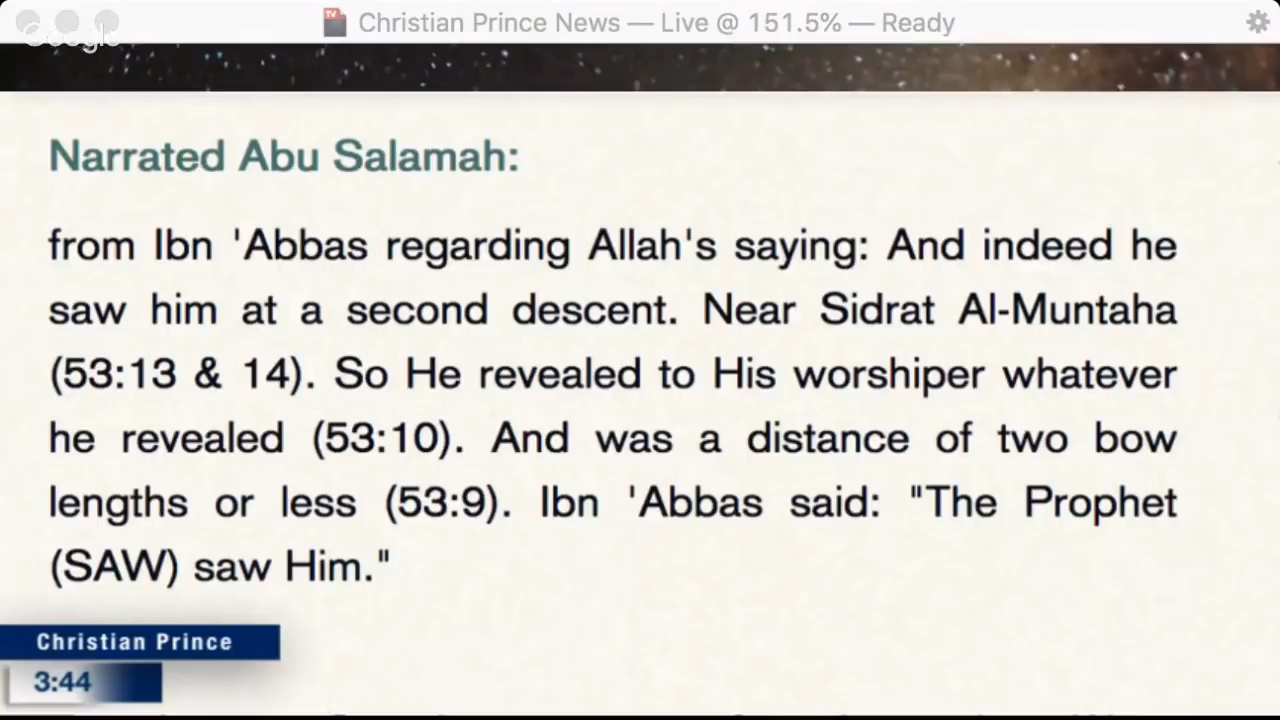 TV
Christian Prince News — Live @ 151.5% — Ready
Google
Narrated Abu Salamah:
from Ibn 'Abbas regarding Allah's saying: And indeed he
saw him at a second descent. Near Sidrat Al-Muntaha
(53:13 & 14). So He revealed to His worshiper whatever
he revealed (53:10). And was a distance of two bow
lengths or less (53:9). Ibn 'Abbas said: "The Prophet
(SAW) saw Him."
Christian Prince
3:44